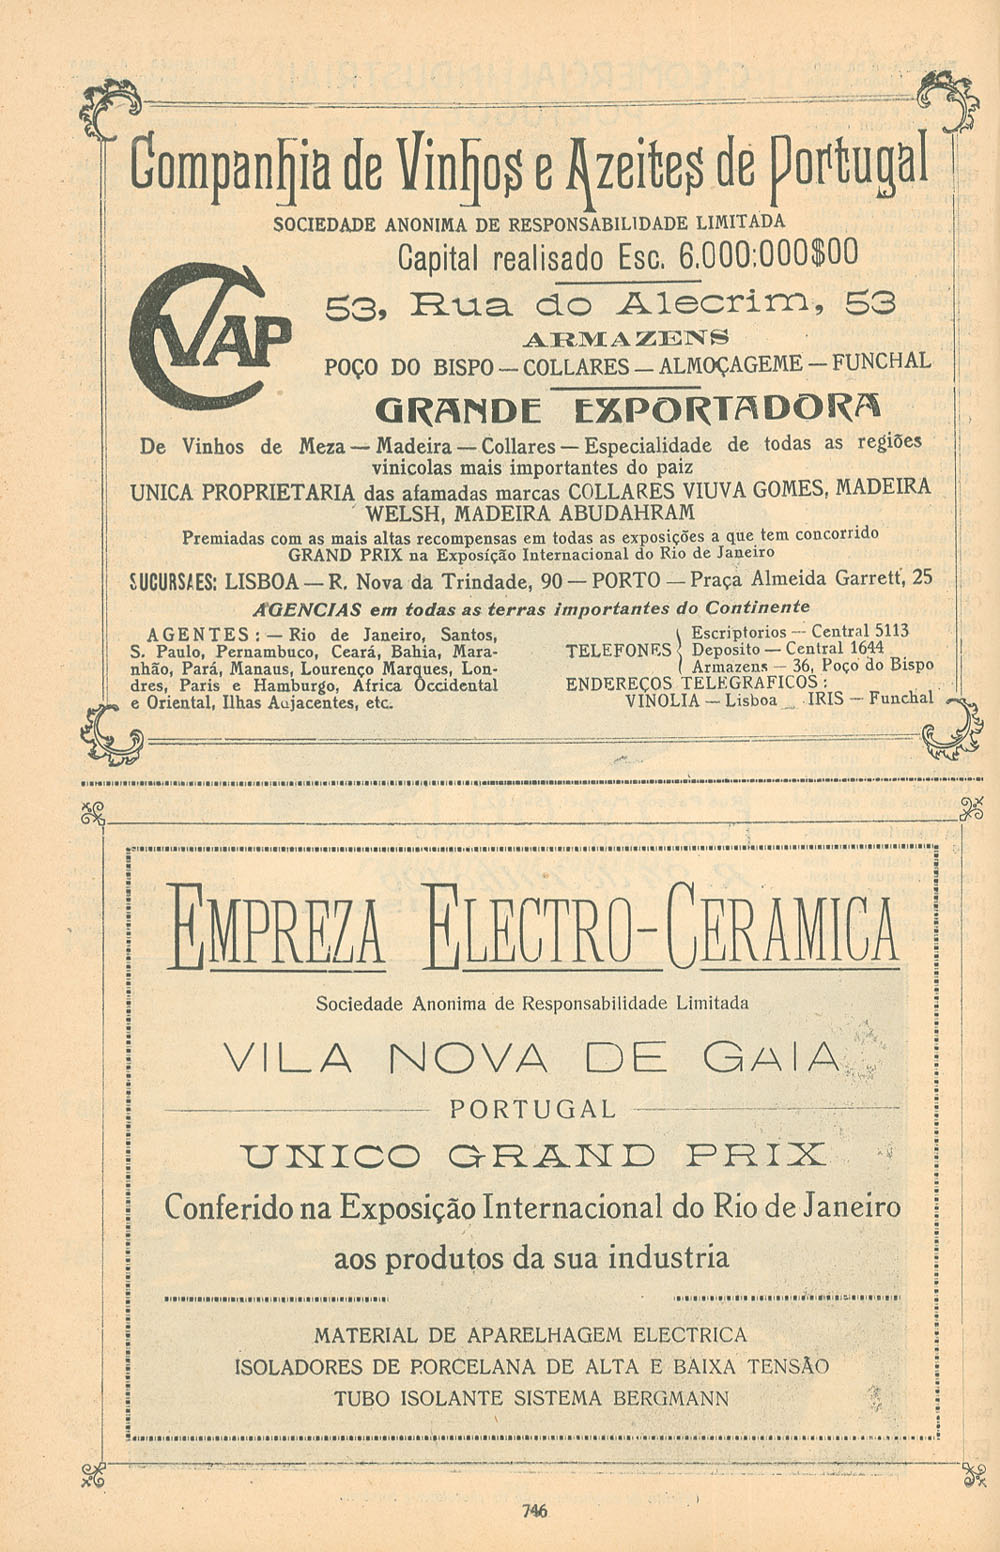 Companhia de Vinhos e Azeites de Portugal
SOCIEDADE ANONIMA DE RESPONSABILIDADE LIMITADA
Capital realisado Esc. 6.000:000$00
CVAP
53, Rua do Alecrim, 53
ARMAZENS
POÇO DO BISPO — COLLARES — ALMOÇAGEME — FUNCHAL
GRANDE EXPORTADORA
De Vinhos de Meza — Madeira — Collares — Especialidade de todas as regiões
vinicolas mais importantes do paiz
UNICA PROPRIETARIA das afamadas marcas COLLARES VIUVA GOMES, MADEIRA
WELSH, MADEIRA ABUDAHRAM
Premiadas com as mais altas recompensas em todas as exposições a que tem concorrido
GRAND PRIX na Exposição Internacional do Rio de Janeiro
SUCURSAES: LISBOA — R. Nova da Trindade, 90 — PORTO — Praça Almeida Garrett, 25
AGENCIAS em todas as terras importantes do Continente
AGENTES: — Rio de Janeiro, Santos,
S. Paulo, Pernambuco, Ceará, Bahia, Mara-
nhão, Pará, Manaus, Lourenço Marques, Lon-
dres, Paris e Hamburgo, Africa Occidental
e Oriental, Ilhas Aajacentes, etc.
TELEFONES
Escriptorios — Central 5113
Deposito — Central 1644
Armazens — 36, Poço do Bispo
ENDEREÇOS TELEGRAFICOS:
VINOLIA — Lisboa _ IRIS — Funchal
EMPREZA ELECTRO-CERAMICA
Sociedade Anonima de Responsabilidade Limitada
VILA NOVA DE GAIA
PORTUGAL
UNICO GRAND PRIX
Conferido na Exposição Internacional do Rio de Janeiro
aos produtos da sua industria
MATERIAL DE APARELHAGEM ELECTRICA
ISOLADORES DE PORCELANA DE ALTA E BAIXA TENSÃO
TUBO ISOLANTE SISTEMA BERGMANN
746